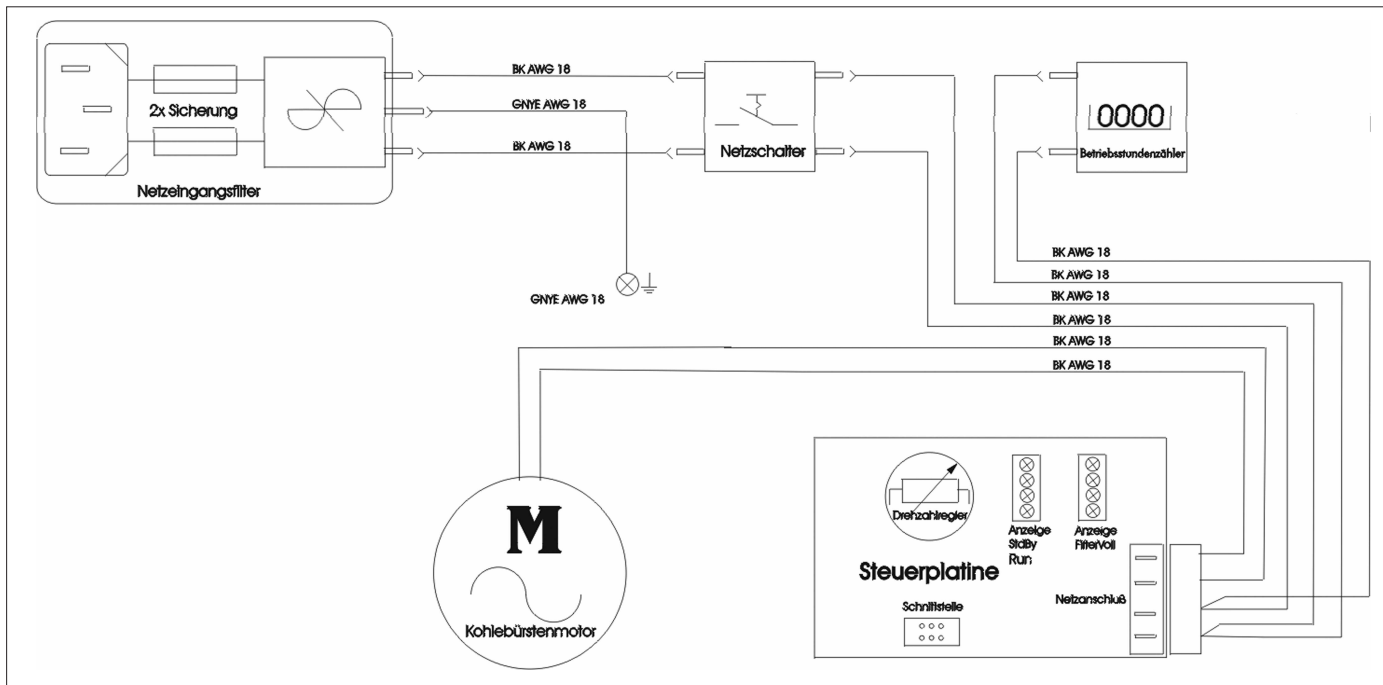 BK AWG 18
GNYE AWG 18
BK AWG 18
2x Sicherung
Netzeingangsfilter
Netzschalter
0000
Betriebsstundenzähler
GNYE AWG 18
BK AWG 18
BK AWG 18
BK AWG 18
BK AWG 18
BK AWG 18
BK AWG 18
M
Kohlebürstenmotor
Drehzahlregler
Anzeige
StdBy
Run;
Anzeige
FilterVoll
Steuerplatine
Netzanschluß
Schnittstelle